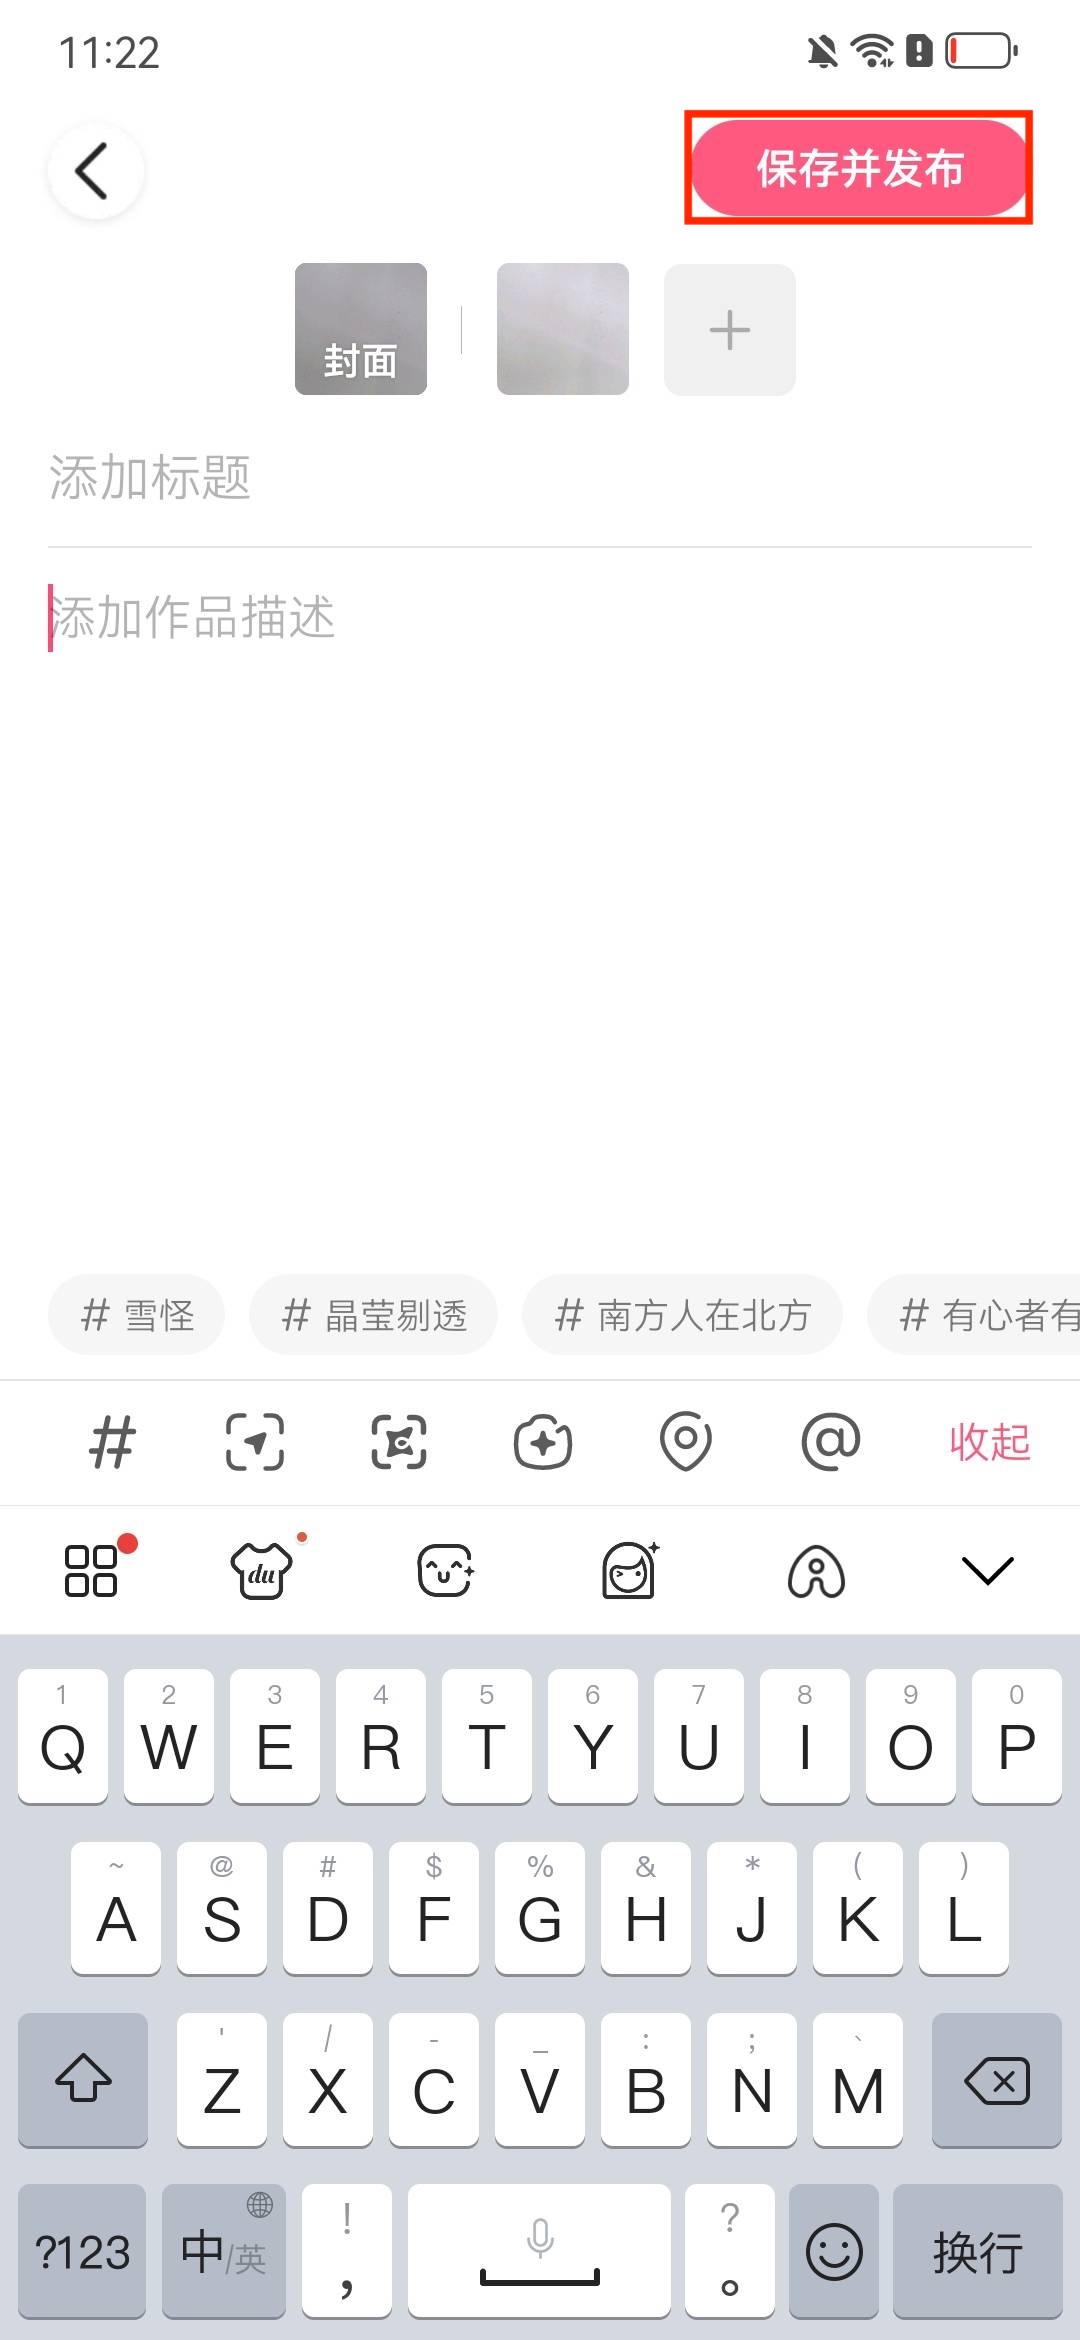 11:22
保存并发布
封面
添加标题
添加作品描述
# 雪怪 # 晶莹剔透 # 南方人在北方 # 有心者有
# @ 收起
du
1 2 3 4 5 6 7 8 9 0
Q W E R T Y U I O P
~ @ # $ % & * ( )
A S D F G H J K L
' / - _ : ; `
Z X C V B N M
! ?
?123 中/英 , 。 换行